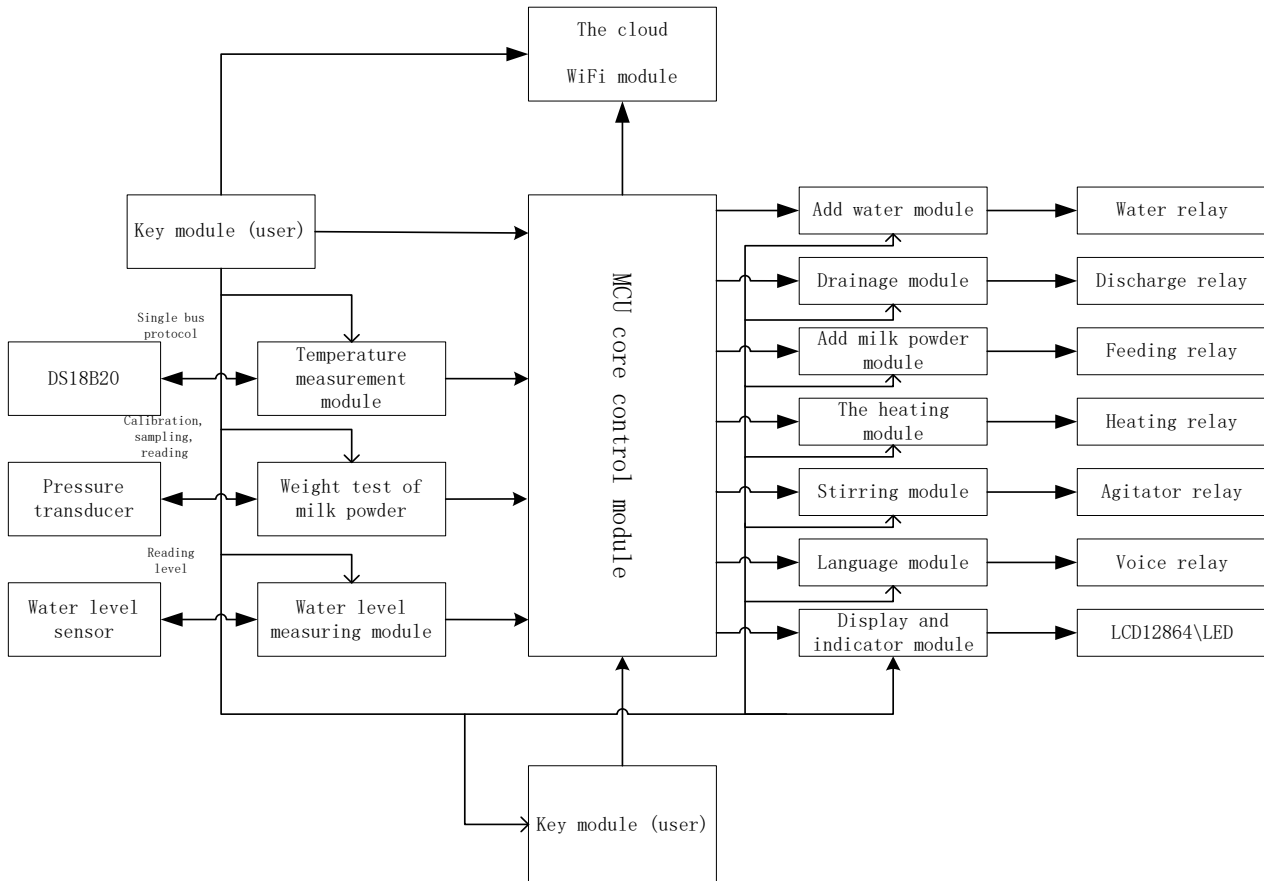 The cloud
WiFi module
Key module (user)
Add water module
Water relay
Drainage module
Discharge relay
Single bus
protocol
DS18B20
Temperature
measurement
module
MCU core control module
Add milk powder
module
Feeding relay
Calibration,
sampling,
reading
The heating
module
Heating relay
Pressure
transducer
Weight test of
milk powder
Stirring module
Agitator relay
Reading
level
Language module
Voice relay
Water level
sensor
Water level
measuring module
Display and
indicator module
LCD12864\LED
Key module (user)